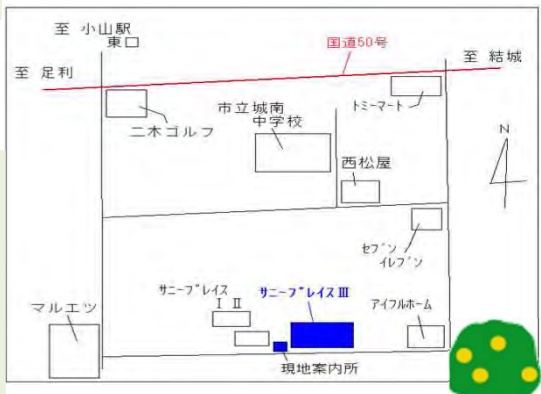 至 小山駅
東口
国道50号
至 足利
至 結城
トミーマート
二木ゴルフ
市立城南
中学校
N
西松屋
セブン
イレブン
サニープレイス
Ⅰ Ⅱ
サニープレイスⅢ
アイフルホーム
マルエツ
現地案内所